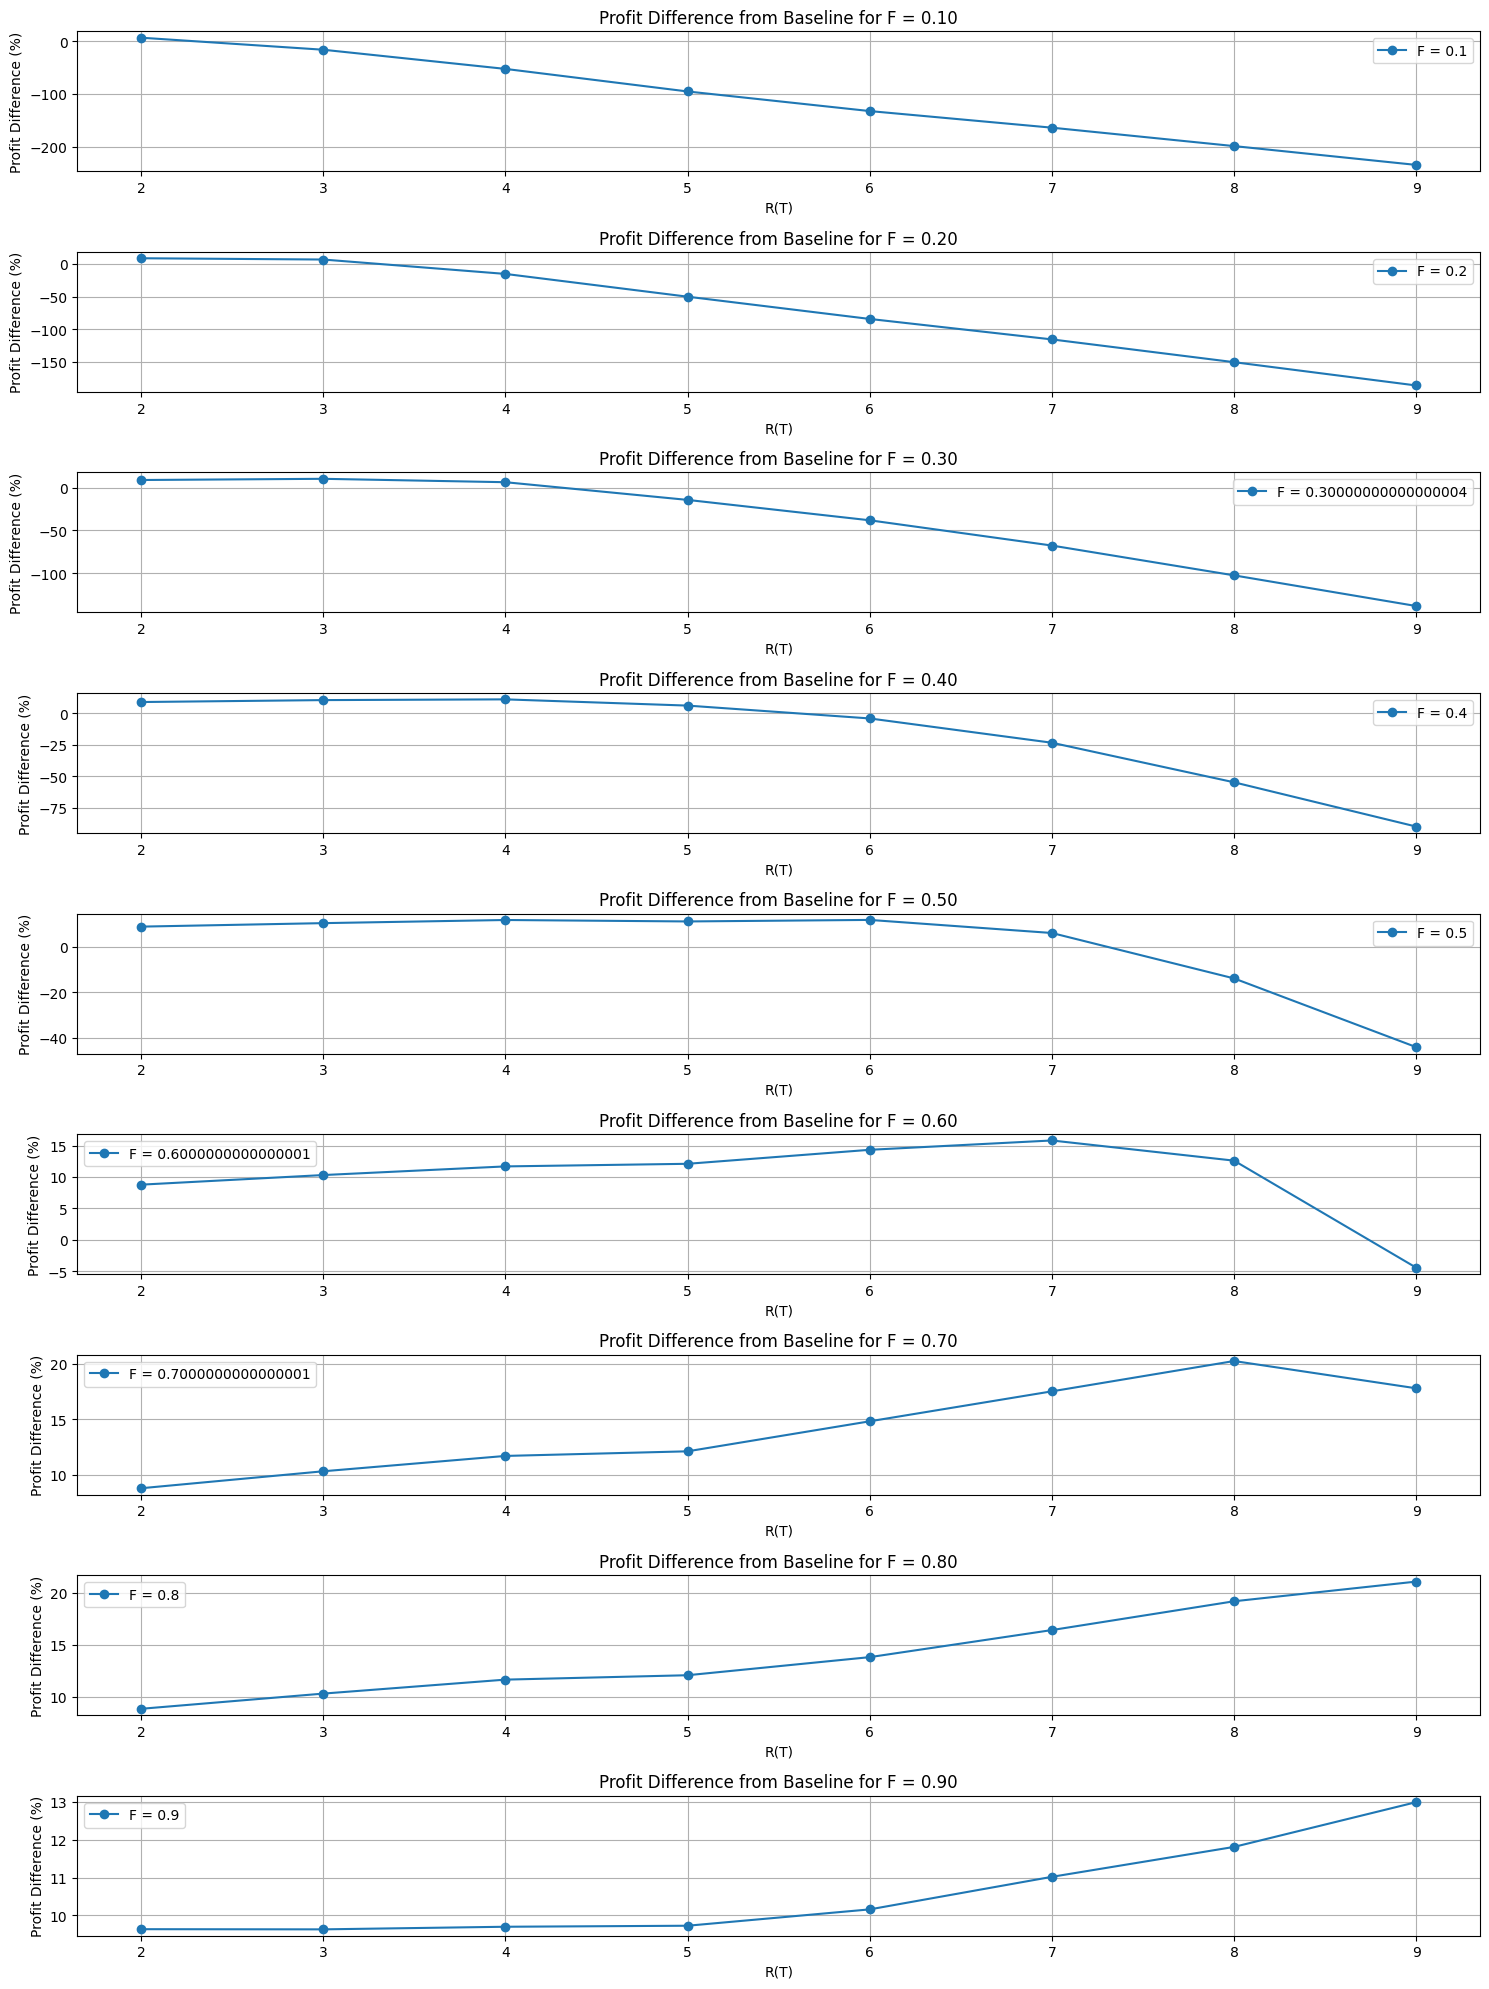 Profit Difference from Baseline for F = 0.10
Profit Difference (%)
0
−100
−200
F = 0.1
2 3 4 5 6 7 8 9
R(T)
Profit Difference from Baseline for F = 0.20
Profit Difference (%)
0
−50
−100
−150
F = 0.2
2 3 4 5 6 7 8 9
R(T)
Profit Difference from Baseline for F = 0.30
Profit Difference (%)
0
−50
−100
F = 0.30000000000000004
2 3 4 5 6 7 8 9
R(T)
Profit Difference from Baseline for F = 0.40
Profit Difference (%)
0
−25
−50
−75
F = 0.4
2 3 4 5 6 7 8 9
R(T)
Profit Difference from Baseline for F = 0.50
Profit Difference (%)
0
−20
−40
F = 0.5
2 3 4 5 6 7 8 9
R(T)
Profit Difference from Baseline for F = 0.60
Profit Difference (%)
15
10
5
0
−5
F = 0.6000000000000001
2 3 4 5 6 7 8 9
R(T)
Profit Difference from Baseline for F = 0.70
Profit Difference (%)
20
15
10
F = 0.7000000000000001
2 3 4 5 6 7 8 9
R(T)
Profit Difference from Baseline for F = 0.80
Profit Difference (%)
20
15
10
F = 0.8
2 3 4 5 6 7 8 9
R(T)
Profit Difference from Baseline for F = 0.90
Profit Difference (%)
13
12
11
10
F = 0.9
2 3 4 5 6 7 8 9
R(T)